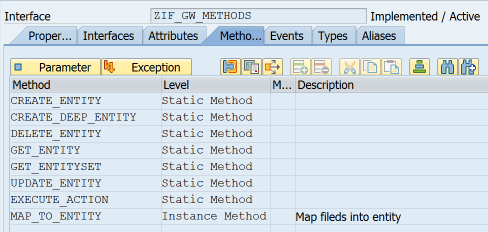 Interface ZIF_GW_METHODS Implemented / Active
Proper... Interfaces Attributes Metho... Events Types Aliases
Parameter Exception
Method Level M... Description
CREATE_ENTITY Static Method
CREATE_DEEP_ENTITY Static Method
DELETE_ENTITY Static Method
GET_ENTITY Static Method
GET_ENTITYSET Static Method
UPDATE_ENTITY Static Method
EXECUTE_ACTION Static Method
MAP_TO_ENTITY Instance Method Map fileds into entity